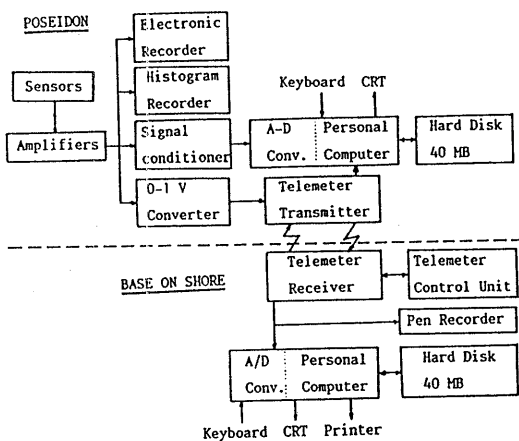 POSEIDON
Electronic
Recorder
Sensors
Histogram
Recorder
Keyboard CRT
Amplifiers
Signal
conditioner
A-D Personal
Conv. Computer
Hard Disk
40 MB
0-1 V
Converter
Telemeter
Transmitter
BASE ON SHORE
Telemeter
Receiver
Telemeter
Control Unit
Pen Recorder
A/D Personal
Conv. Computer
Hard Disk
40 MB
Keyboard CRT Printer